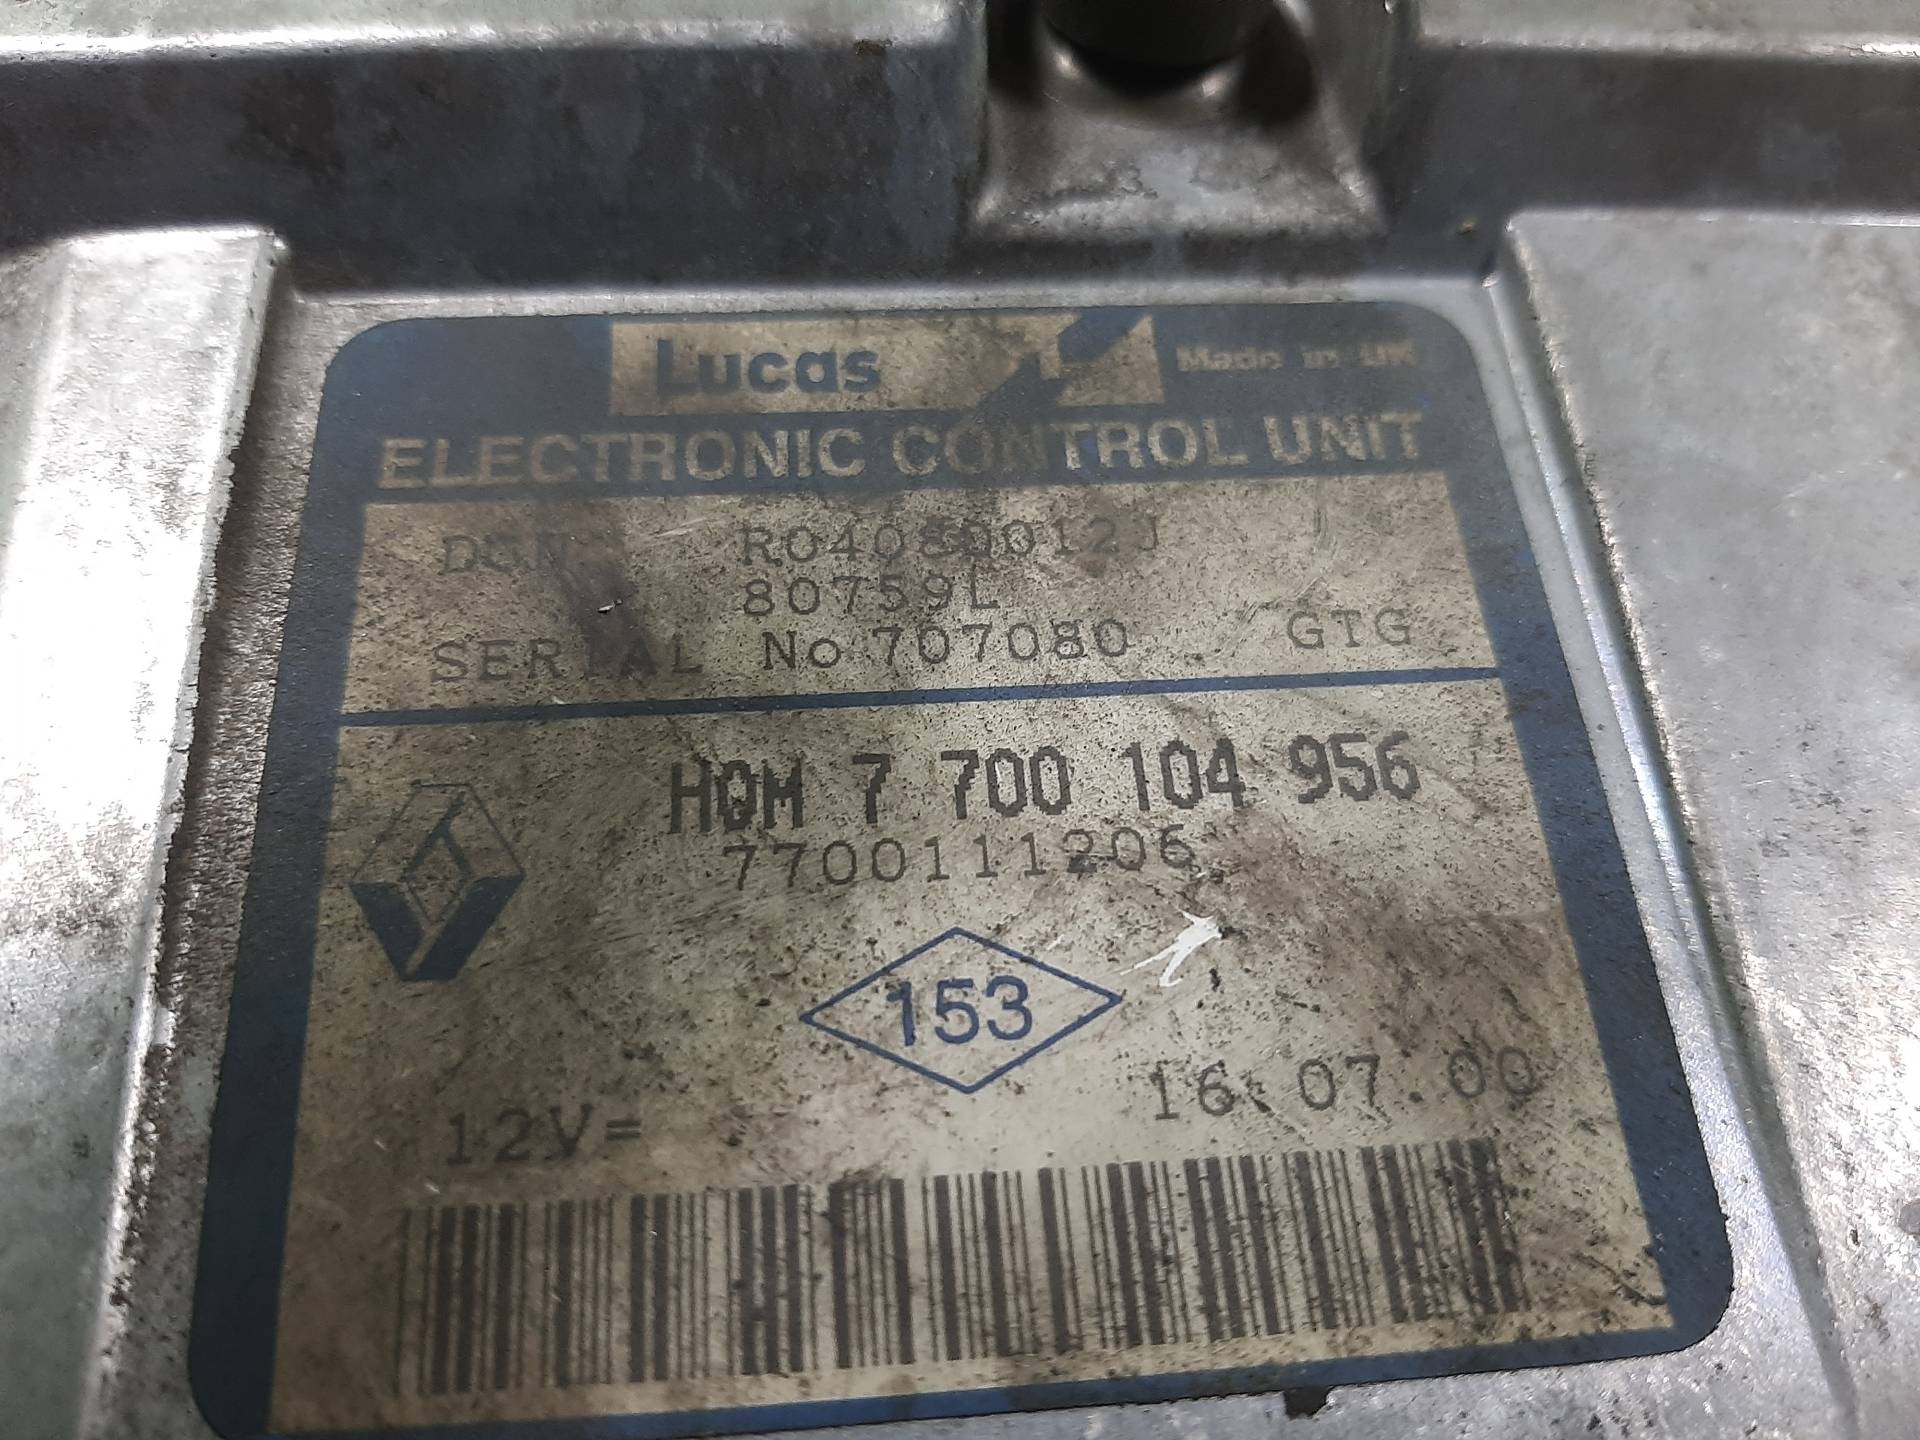 Lucas Made in UK
ELECTRONIC CONTROL UNIT
DCN R04080012J
80759L
SERIAL No 707080 GTG
HOM 7 700 104 956
7700111206
153
12V= 16.07.00